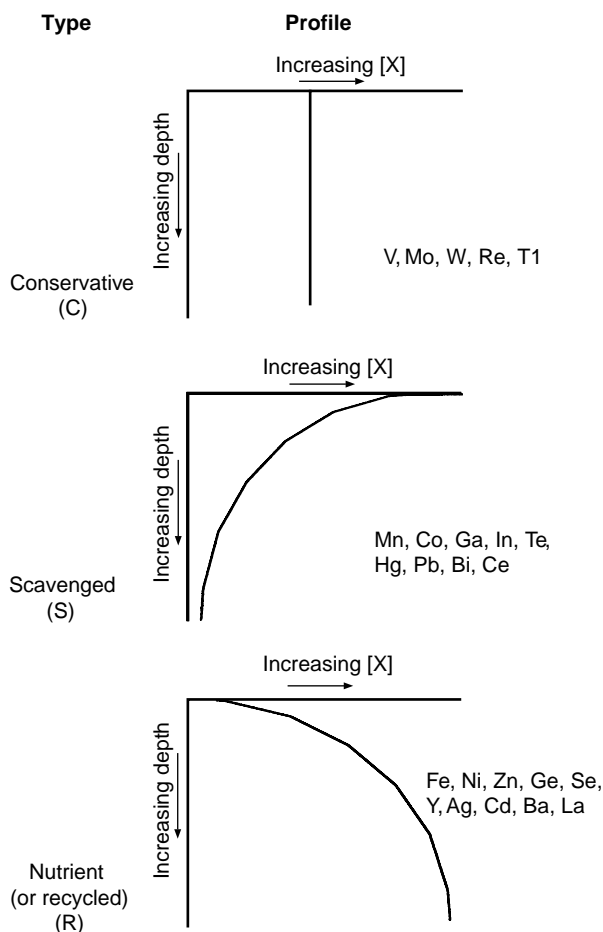 Type
Profile
Increasing [X]
Increasing depth
V, Mo, W, Re, T1
Conservative
(C)
Increasing [X]
Increasing depth
Mn, Co, Ga, In, Te,
Hg, Pb, Bi, Ce
Scavenged
(S)
Increasing [X]
Increasing depth
Fe, Ni, Zn, Ge, Se,
Y, Ag, Cd, Ba, La
Nutrient
(or recycled)
(R)